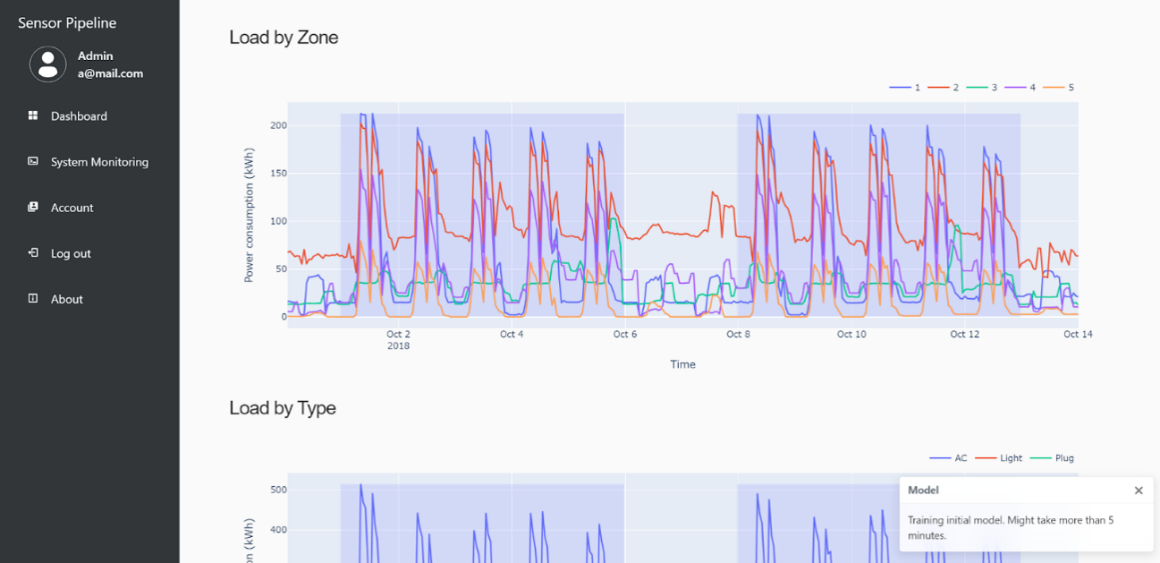 Sensor Pipeline
Admin
a@mail.com
Dashboard
System Monitoring
Account
Log out
About
Load by Zone
1 2 3 4 5
Power consumption (kWh)
200
150
100
50
0
Oct 2 Oct 4 Oct 6 Oct 8 Oct 10 Oct 12 Oct 14
2018
Time
Load by Type
AC Light Plug
500
400
Model ×
Training initial model. Might take more than 5
minutes.